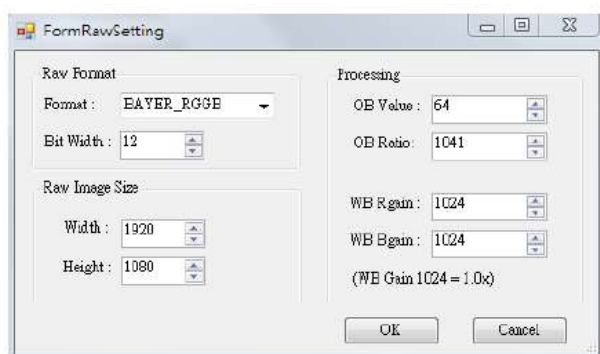 FormRawSetting
Raw Format
Format : BAYER_RGGB
Bit Width : 12
Raw Image Size
Width : 1920
Height : 1080
Processing
OB Value : 64
OB Ratio: 1041
WB Rgain : 1024
WB Bgain : 1024
(WB Gain 1024 = 1.0x)
OK
Cancel